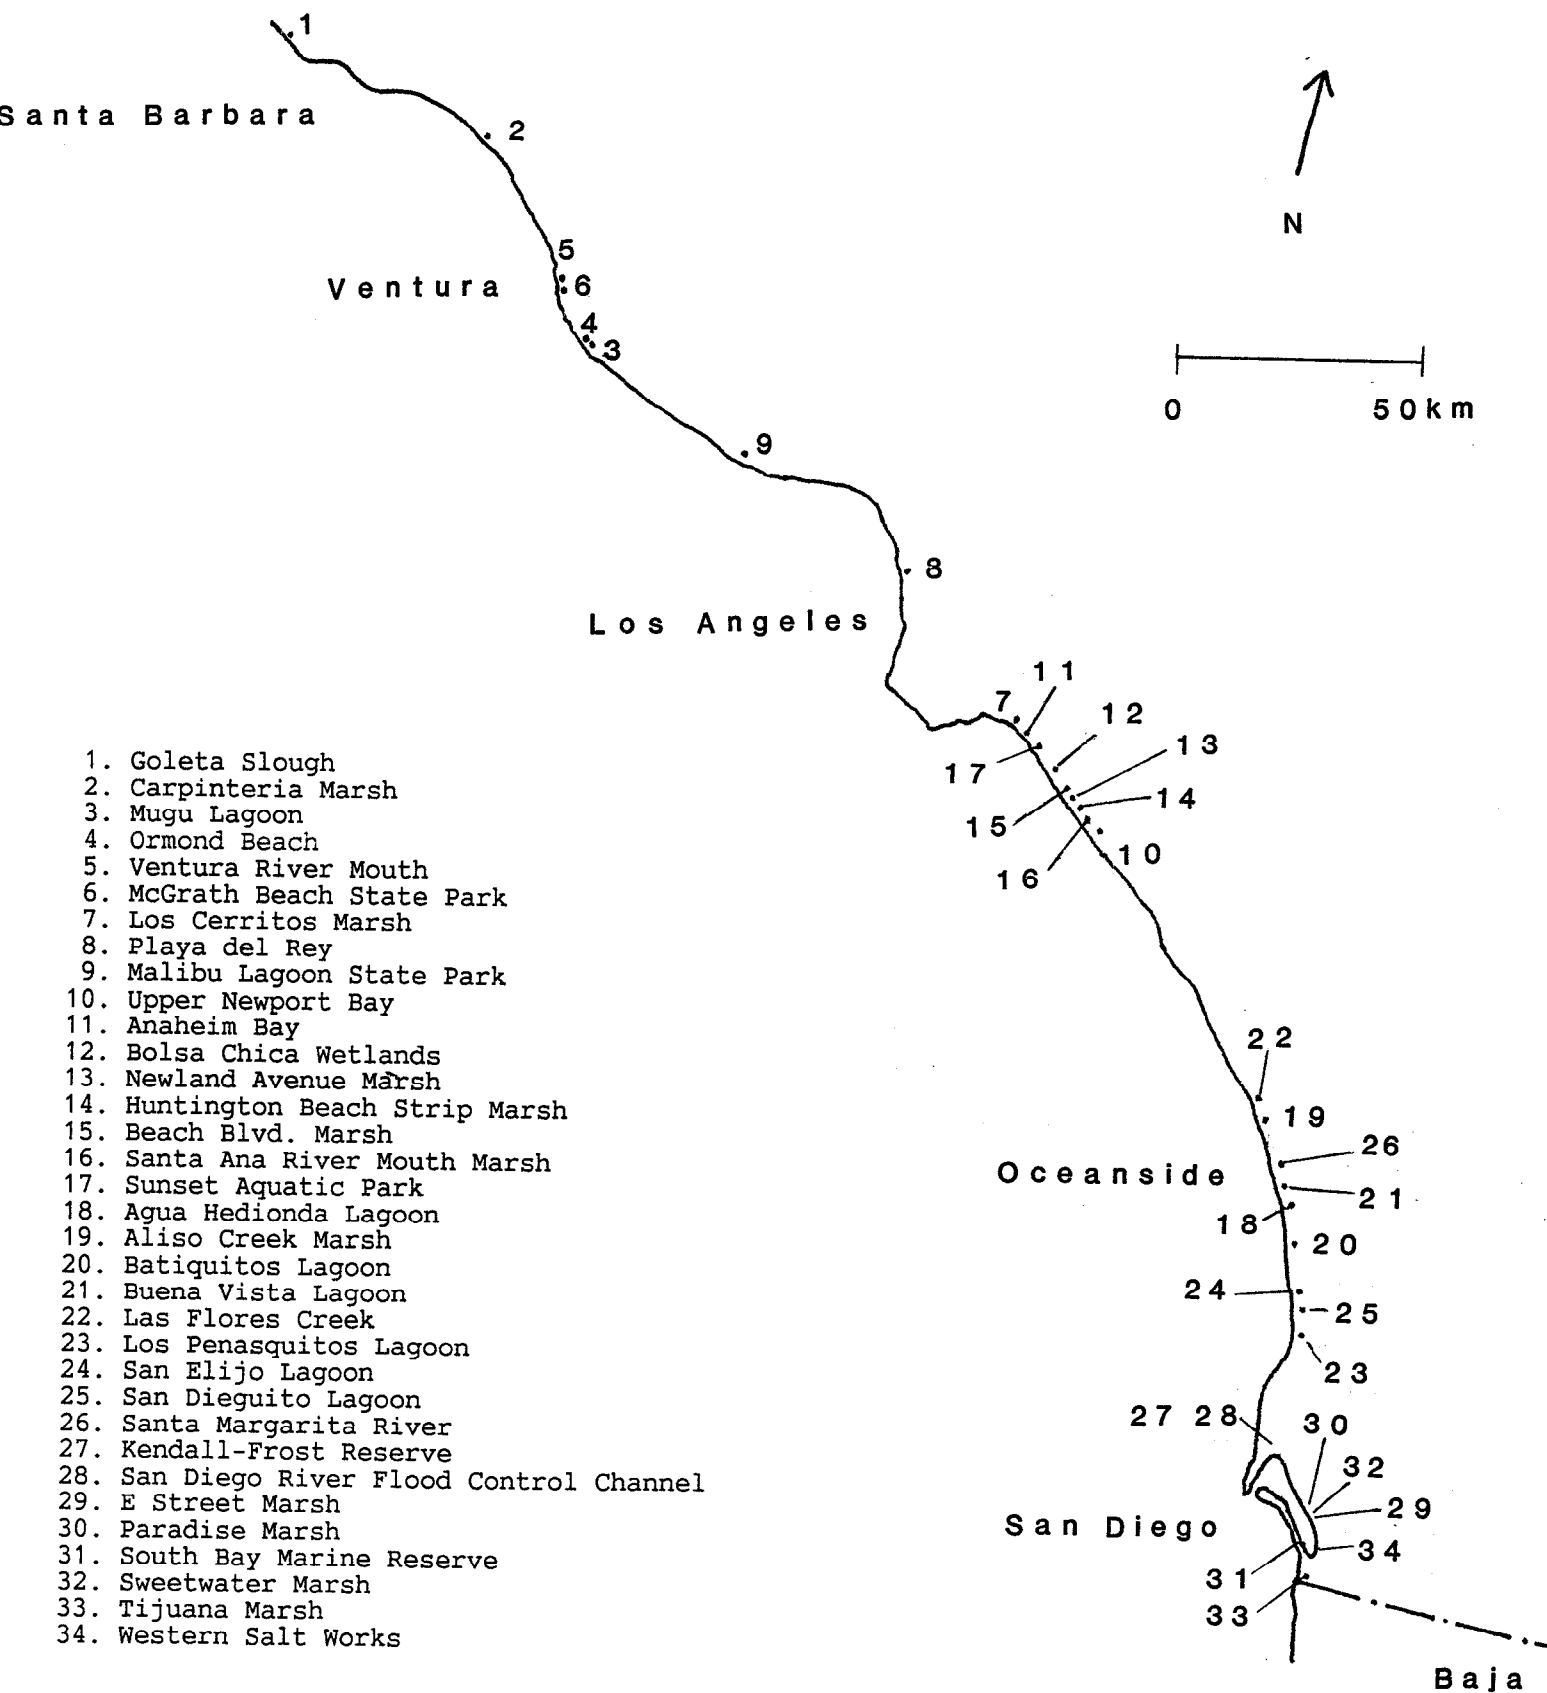 1
Santa Barbara
2
5
Ventura
6
4
3
N
0 50km
9
8
Los Angeles
11
7
12
13
17
14
15
10
16
1. Goleta Slough
2. Carpinteria Marsh
3. Mugu Lagoon
4. Ormond Beach
5. Ventura River Mouth
6. McGrath Beach State Park
7. Los Cerritos Marsh
8. Playa del Rey
9. Malibu Lagoon State Park
10. Upper Newport Bay
11. Anaheim Bay
12. Bolsa Chica Wetlands
13. Newland Avenue Marsh
14. Huntington Beach Strip Marsh
15. Beach Blvd. Marsh
16. Santa Ana River Mouth Marsh
17. Sunset Aquatic Park
18. Agua Hedionda Lagoon
19. Aliso Creek Marsh
20. Batiquitos Lagoon
21. Buena Vista Lagoon
22. Las Flores Creek
23. Los Penasquitos Lagoon
24. San Elijo Lagoon
25. San Dieguito Lagoon
26. Santa Margarita River
27. Kendall-Frost Reserve
28. San Diego River Flood Control Channel
29. E Street Marsh
30. Paradise Marsh
31. South Bay Marine Reserve
32. Sweetwater Marsh
33. Tijuana Marsh
34. Western Salt Works
22
19
26
Oceanside
21
18
20
24
25
23
27 28
30
32
29
San Diego
34
31
33
Baja